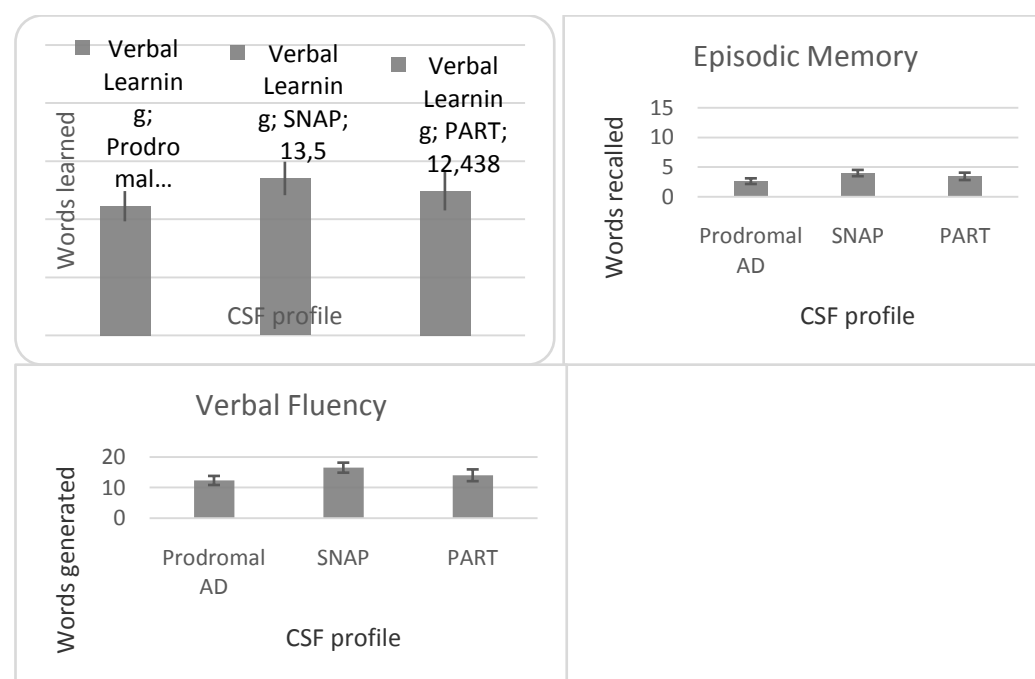 Verbal
Learnin
g;
Prodro
mal…
Verbal
Learnin
g; SNAP;
13,5
Verbal
Learnin
g; PART;
12,438
Words learned
CSF profile
Episodic Memory
Words recalled
15
10
5
0
Prodromal
AD
SNAP
PART
CSF profile
Verbal Fluency
Words generated
20
10
0
Prodromal
AD
SNAP
PART
CSF profile